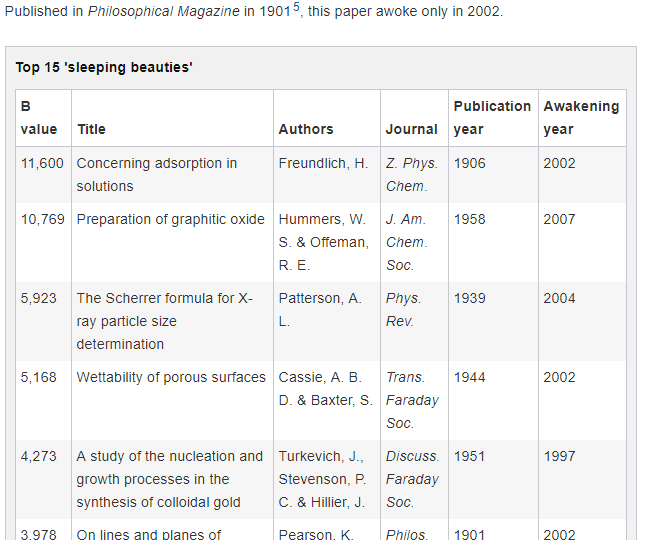 Published in Philosophical Magazine in 1901⁵, this paper awoke only in 2002.
Top 15 'sleeping beauties'
B value | Title | Authors | Journal | Publication year | Awakening year
11,600 | Concerning adsorption in solutions | Freundlich, H. | Z. Phys. Chem. | 1906 | 2002
10,769 | Preparation of graphitic oxide | Hummers, W. S. & Offeman, R. E. | J. Am. Chem. Soc. | 1958 | 2007
5,923 | The Scherrer formula for X-ray particle size determination | Patterson, A. L. | Phys. Rev. | 1939 | 2004
5,168 | Wettability of porous surfaces | Cassie, A. B. D. & Baxter, S. | Trans. Faraday Soc. | 1944 | 2002
4,273 | A study of the nucleation and growth processes in the synthesis of colloidal gold | Turkevich, J., Stevenson, P. C. & Hillier, J. | Discuss. Faraday Soc. | 1951 | 1997
3,978 | On lines and planes of | Pearson, K. | Philos. | 1901 | 2002